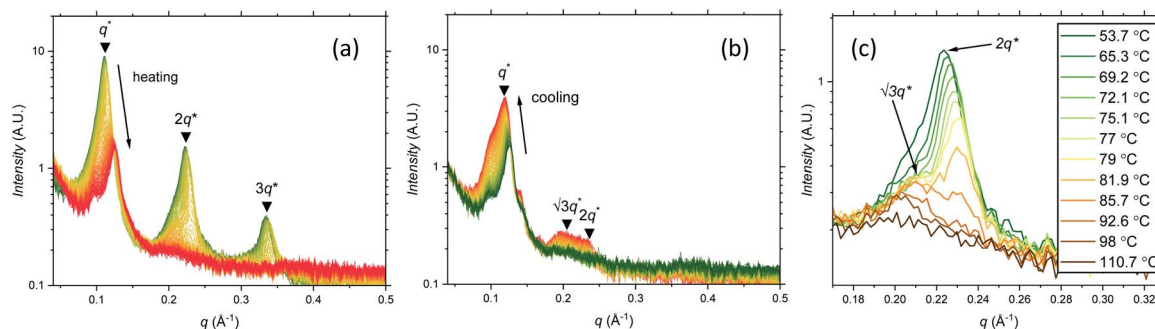 (a)
q*
heating
2q*
3q*
10
1
0.1
Intensity (A.U.)
0.1
0.2
0.3
0.4
0.5
q (Å⁻¹)
(b)
q*
cooling
√3q*
2q*
10
1
0.1
Intensity (A.U.)
0.1
0.2
0.3
0.4
0.5
q (Å⁻¹)
(c)
2q*
√3q*
1
Intensity (A.U.)
0.18
0.20
0.22
0.24
0.26
0.28
0.30
0.32
q (Å⁻¹)
53.7 °C
65.3 °C
69.2 °C
72.1 °C
75.1 °C
77 °C
79 °C
81.9 °C
85.7 °C
92.6 °C
98 °C
110.7 °C